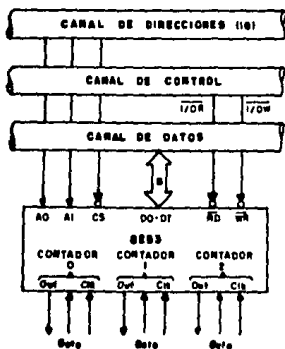 CANAL DE DIRECCIONES (16)
CANAL DE CONTROL
I/OR I/OW
CANAL DE DATOS
8
A0 A1 CS D0-D7 RD WR
8253
CONTADOR CONTADOR CONTADOR
0 1 2
Out Clk Out Clk Out Clk
Gate Gate Gate